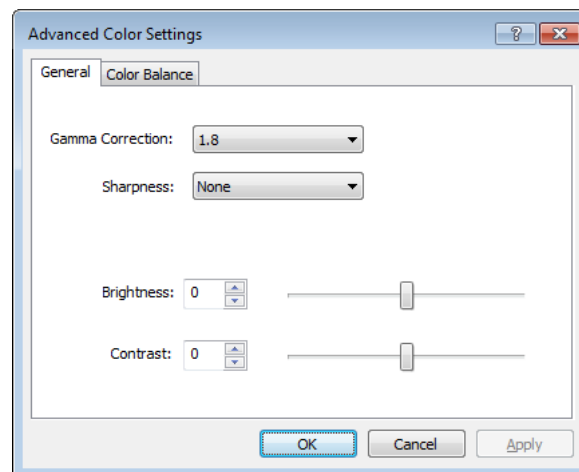 Advanced Color Settings
General Color Balance
Gamma Correction: 1.8
Sharpness: None
Brightness: 0
Contrast: 0
OK Cancel Apply